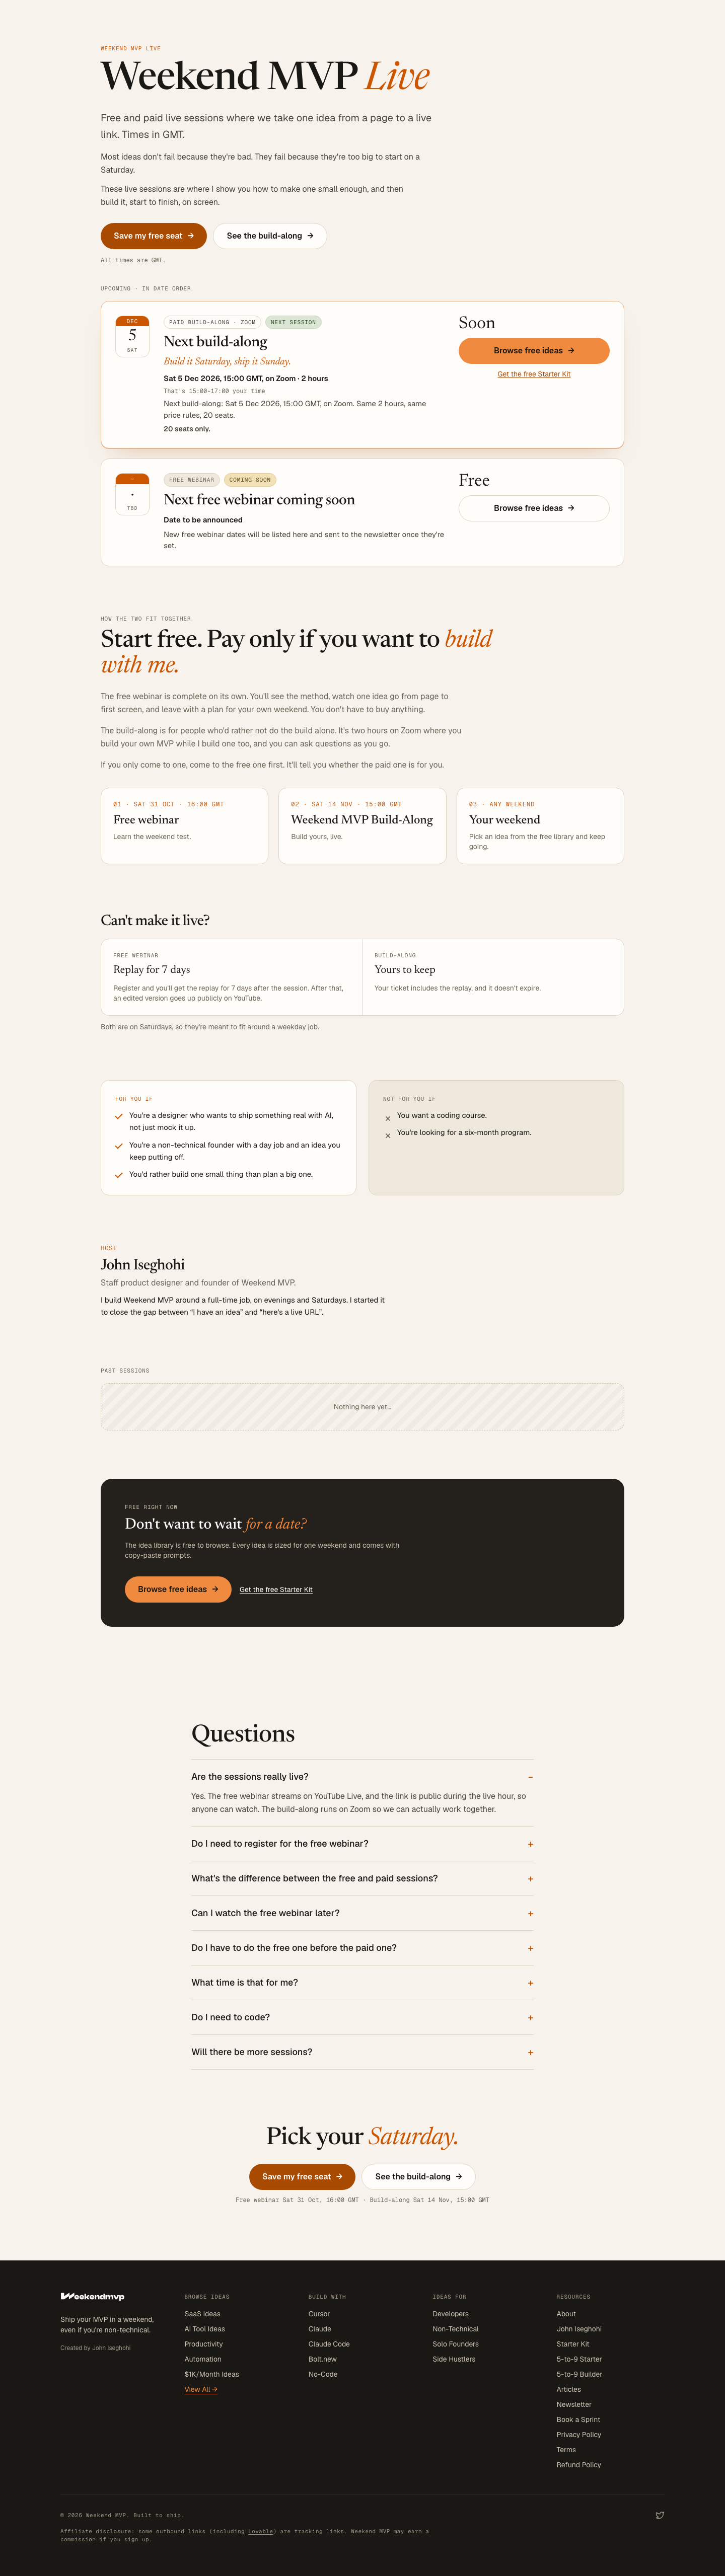 WEEKEND MVP LIVE
Weekend MVP Live
Free and paid live sessions where we take one idea from a page to a live
link. Times in GMT.
Most ideas don't fail because they're bad. They fail because they're too big to start on a
Saturday.
These live sessions are where I show you how to make one small enough, and then
build it, start to finish, on screen.
Save my free seat →
See the build-along →
All times are GMT.
UPCOMING · IN DATE ORDER
DEC
5
SAT
PAID BUILD-ALONG · ZOOM
NEXT SESSION
Next build-along
Build it Saturday, ship it Sunday.
Sat 5 Dec 2026, 15:00 GMT, on Zoom · 2 hours
That's 15:00–17:00 your time
Next build-along: Sat 5 Dec 2026, 15:00 GMT, on Zoom. Same 2 hours, same
price rules, 20 seats.
20 seats only.
Soon
Browse free ideas →
Get the free Starter Kit
–
·
TBD
FREE WEBINAR
COMING SOON
Next free webinar coming soon
Date to be announced
New free webinar dates will be listed here and sent to the newsletter once they're
set.
Free
Browse free ideas →
HOW THE TWO FIT TOGETHER
Start free. Pay only if you want to build
with me.
The free webinar is complete on its own. You'll see the method, watch one idea go from page to
first screen, and leave with a plan for your own weekend. You don't have to buy anything.
The build-along is for people who'd rather not do the build alone. It's two hours on Zoom where you
build your own MVP while I build one too, and you can ask questions as you go.
If you only come to one, come to the free one first. It'll tell you whether the paid one is for you.
01 · SAT 31 OCT · 16:00 GMT
Free webinar
Learn the weekend test.
02 · SAT 14 NOV · 15:00 GMT
Weekend MVP Build-Along
Build yours, live.
03 · ANY WEEKEND
Your weekend
Pick an idea from the free library and keep
going.
Can't make it live?
FREE WEBINAR
Replay for 7 days
Register and you'll get the replay for 7 days after the session. After that,
an edited version goes up publicly on YouTube.
BUILD-ALONG
Yours to keep
Your ticket includes the replay, and it doesn't expire.
Both are on Saturdays, so they're meant to fit around a weekday job.
FOR YOU IF
You're a designer who wants to ship something real with AI,
not just mock it up.
You're a non-technical founder with a day job and an idea you
keep putting off.
You'd rather build one small thing than plan a big one.
NOT FOR YOU IF
You want a coding course.
You're looking for a six-month program.
HOST
John Iseghohi
Staff product designer and founder of Weekend MVP.
I build Weekend MVP around a full-time job, on evenings and Saturdays. I started it
to close the gap between “I have an idea” and “here's a live URL”.
PAST SESSIONS
Nothing here yet…
FREE RIGHT NOW
Don't want to wait for a date?
The idea library is free to browse. Every idea is sized for one weekend and comes with
copy-paste prompts.
Browse free ideas →
Get the free Starter Kit
Questions
Are the sessions really live? –
Yes. The free webinar streams on YouTube Live, and the link is public during the live hour, so
anyone can watch. The build-along runs on Zoom so we can actually work together.
Do I need to register for the free webinar? +
What's the difference between the free and paid sessions? +
Can I watch the free webinar later? +
Do I have to do the free one before the paid one? +
What time is that for me? +
Do I need to code? +
Will there be more sessions? +
Pick your Saturday.
Save my free seat →
See the build-along →
Free webinar Sat 31 Oct, 16:00 GMT · Build-along Sat 14 Nov, 15:00 GMT
Weekendmvp
Ship your MVP in a weekend,
even if you're non-technical.
Created by John Iseghohi
BROWSE IDEAS
SaaS Ideas
AI Tool Ideas
Productivity
Automation
$1K/Month Ideas
View All →
BUILD WITH
Cursor
Claude
Claude Code
Bolt.new
No-Code
IDEAS FOR
Developers
Non-Technical
Solo Founders
Side Hustlers
RESOURCES
About
John Iseghohi
Starter Kit
5-to-9 Starter
5-to-9 Builder
Articles
Newsletter
Book a Sprint
Privacy Policy
Terms
Refund Policy
© 2026 Weekend MVP. Built to ship.
Affiliate disclosure: some outbound links (including Lovable) are tracking links. Weekend MVP may earn a
commission if you sign up.